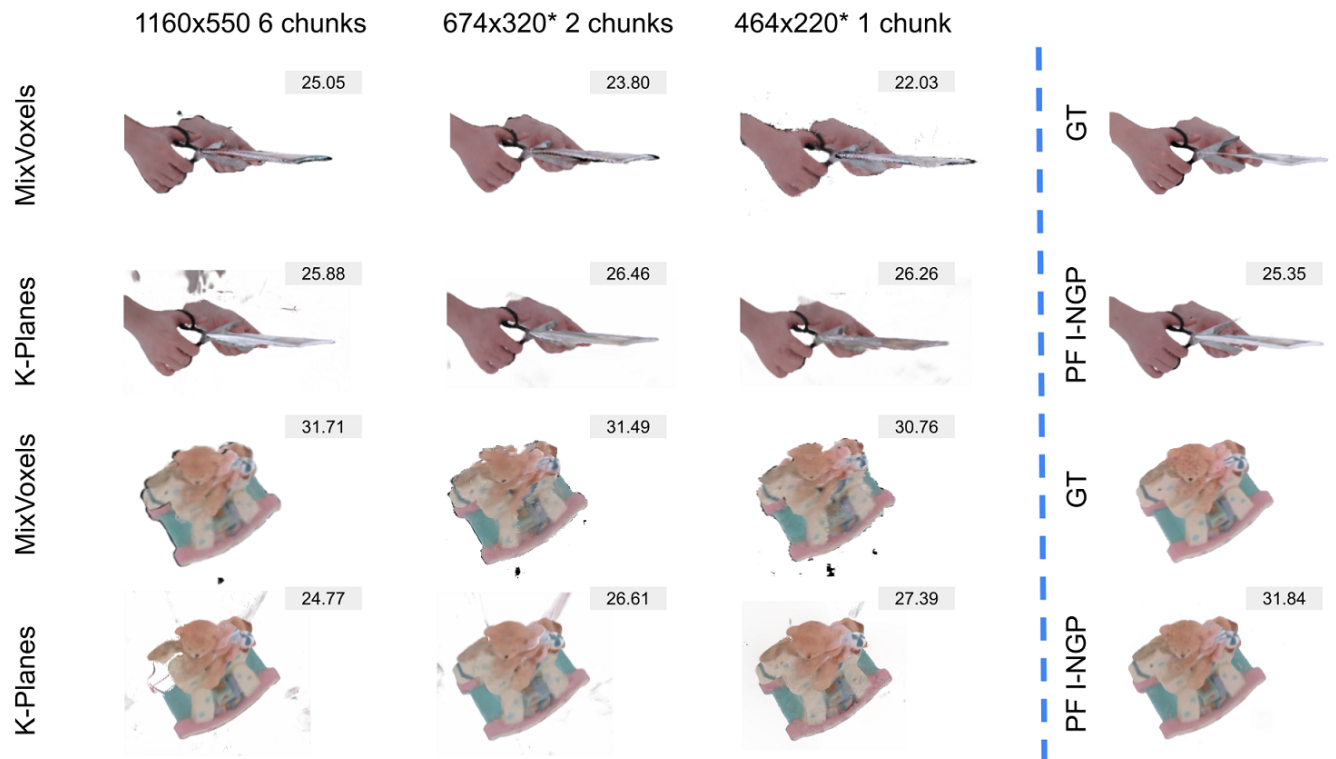 1160x550 6 chunks 674x320* 2 chunks 464x220* 1 chunk
MixVoxels 25.05 23.80 22.03 GT
K-Planes 25.88 26.46 26.26 PF I-NGP 25.35
MixVoxels 31.71 31.49 30.76 GT
K-Planes 24.77 26.61 27.39 PF I-NGP 31.84